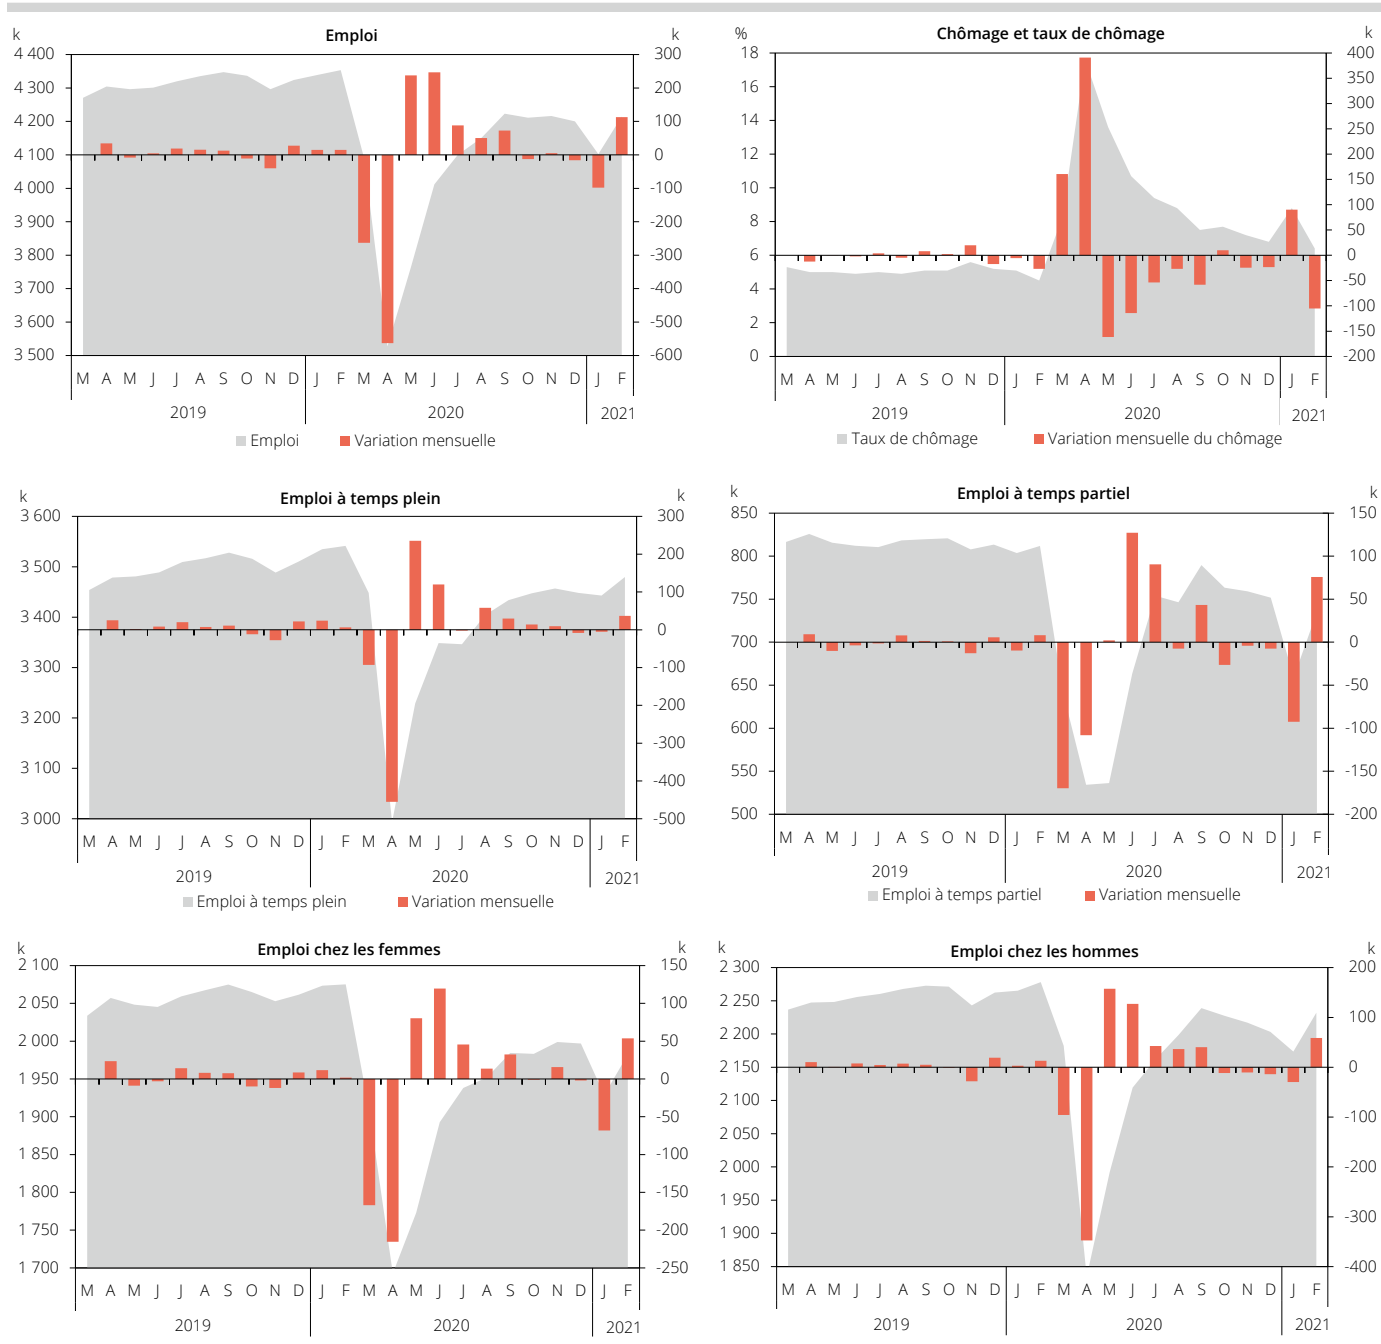 Emploi
k k
4 400 300
4 300 200
4 200 100
4 100 0
4 000 -100
3 900 -200
3 800 -300
3 700 -400
3 600 -500
3 500 -600
M A M J J A S O N D J F M A M J J A S O N D J F
2019 2020 2021
Emploi Variation mensuelle
Chômage et taux de chômage
% k
18 400
16 350
14 300
12 250
10 200
8 150
6 100
4 50
2 0
0 -50
-100
-150
-200
M A M J J A S O N D J F M A M J J A S O N D J F
2019 2020 2021
Taux de chômage Variation mensuelle du chômage
Emploi à temps plein
k k
3 600 300
3 500 200
3 400 100
3 300 0
3 200 -100
3 100 -200
3 000 -300
-400
-500
M A M J J A S O N D J F M A M J J A S O N D J F
2019 2020 2021
Emploi à temps plein Variation mensuelle
Emploi à temps partiel
k k
850 150
800 100
750 50
700 0
650 -50
600 -100
550 -150
500 -200
M A M J J A S O N D J F M A M J J A S O N D J F
2019 2020 2021
Emploi à temps partiel Variation mensuelle
Emploi chez les femmes
k k
2 100 150
2 050 100
2 000 50
1 950 0
1 900 -50
1 850 -100
1 800 -150
1 750 -200
1 700 -250
M A M J J A S O N D J F M A M J J A S O N D J F
2019 2020 2021
Emploi chez les hommes
k k
2 300 200
2 250 100
2 200 0
2 150 -100
2 100 -200
2 050 -300
2 000 -400
1 950
1 900
1 850
M A M J J A S O N D J F M A M J J A S O N D J F
2019 2020 2021